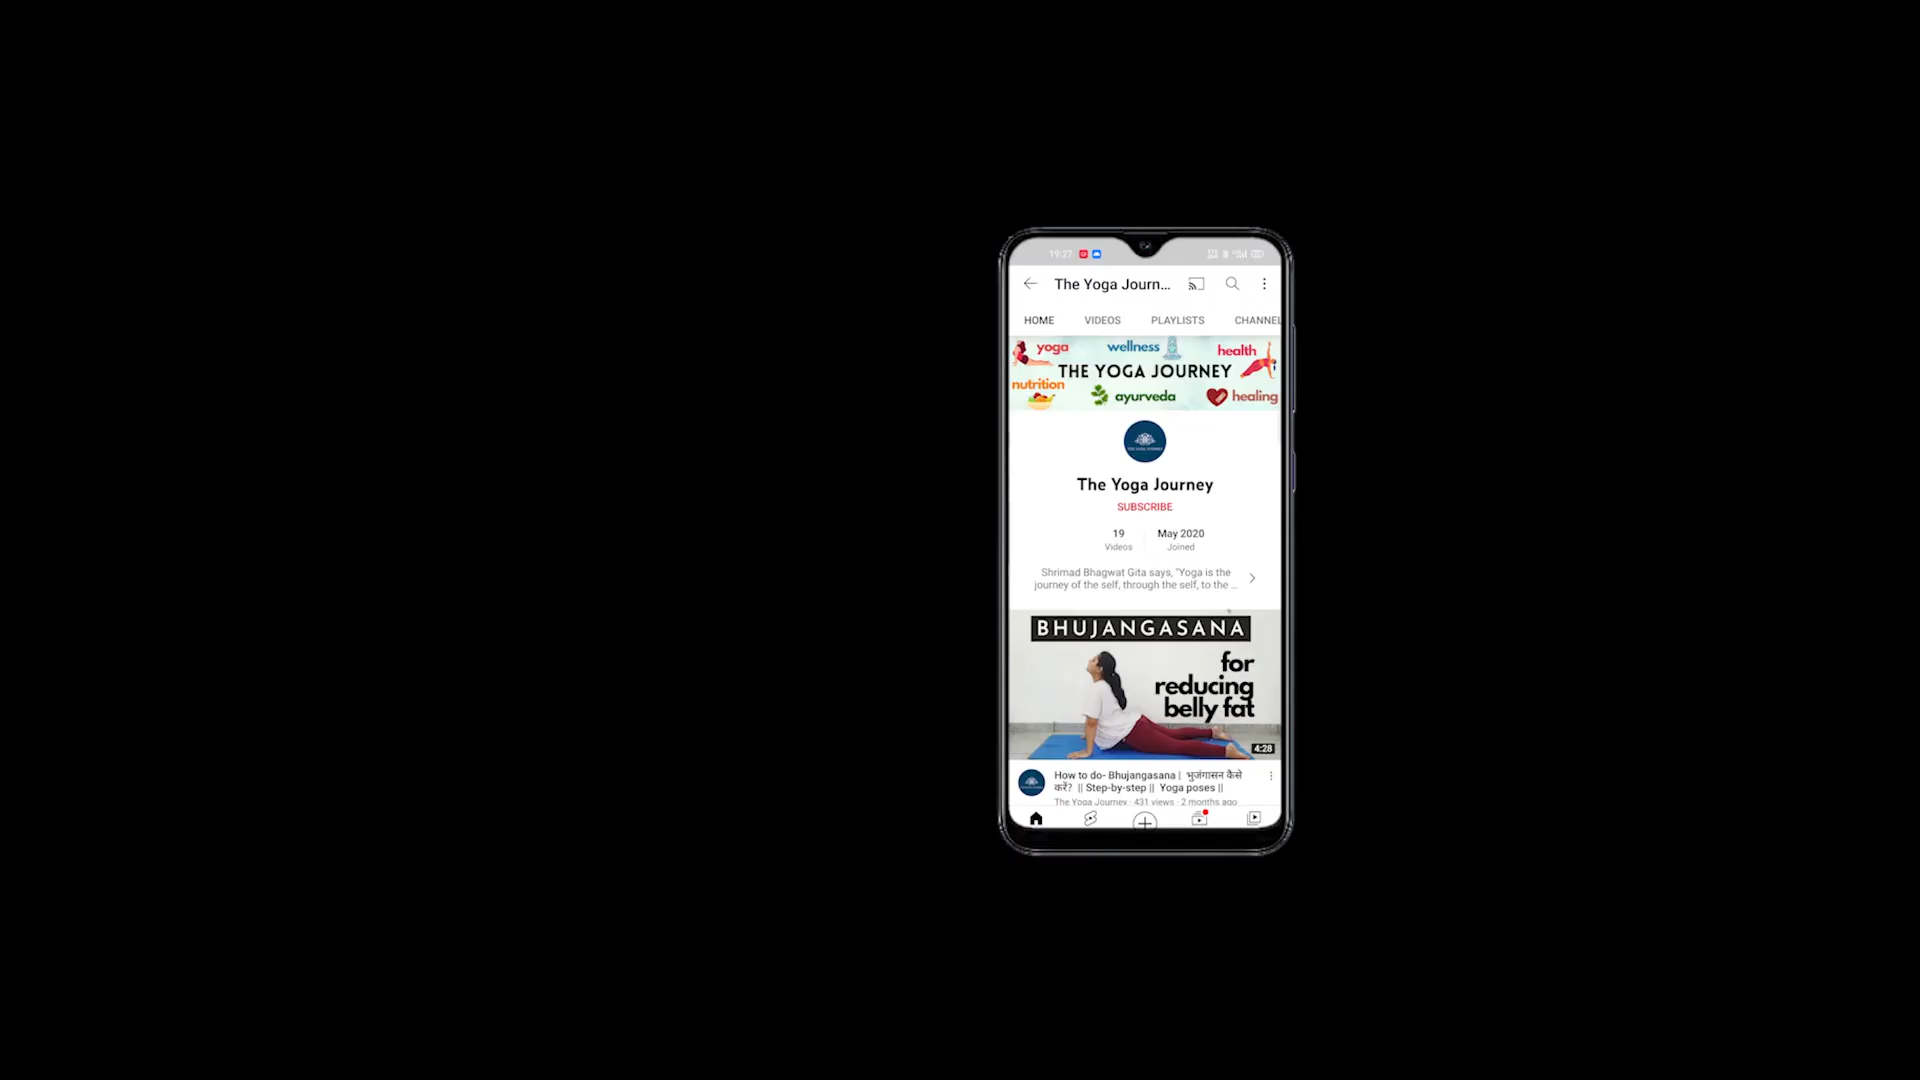 19:27
The Yoga Journ...
HOME VIDEOS PLAYLISTS CHANNEL
yoga wellness health
THE YOGA JOURNEY
nutrition ayurveda healing
The Yoga Journey
SUBSCRIBE
19 May 2020
Videos Joined
Shrimad Bhagwat Gita says, "Yoga is the
journey of the self, through the self, to the ...
BHUJANGASANA
for
reducing
belly fat
4:28
How to do- Bhujangasana | भुजंगासन कैसे
करें? || Step-by-step || Yoga poses ||
The Yoga Journey · 431 views · 2 months ago